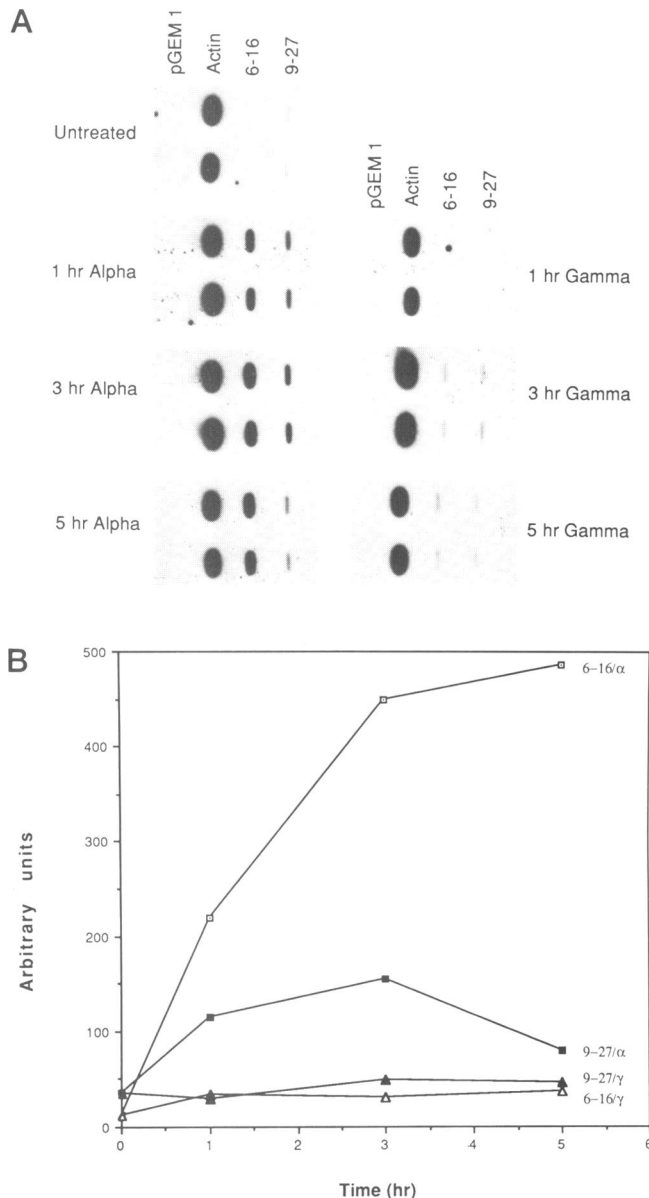 A
pGEM 1
Actin
6-16
9-27
Untreated
pGEM 1
Actin
6-16
9-27
1 hr Alpha
1 hr Gamma
3 hr Alpha
3 hr Gamma
5 hr Alpha
5 hr Gamma
B
500
400
300
200
100
0
0
1
2
3
4
5
6
Arbitrary units
Time (hr)
6-16/α
9-27/α
9-27/γ
6-16/γ